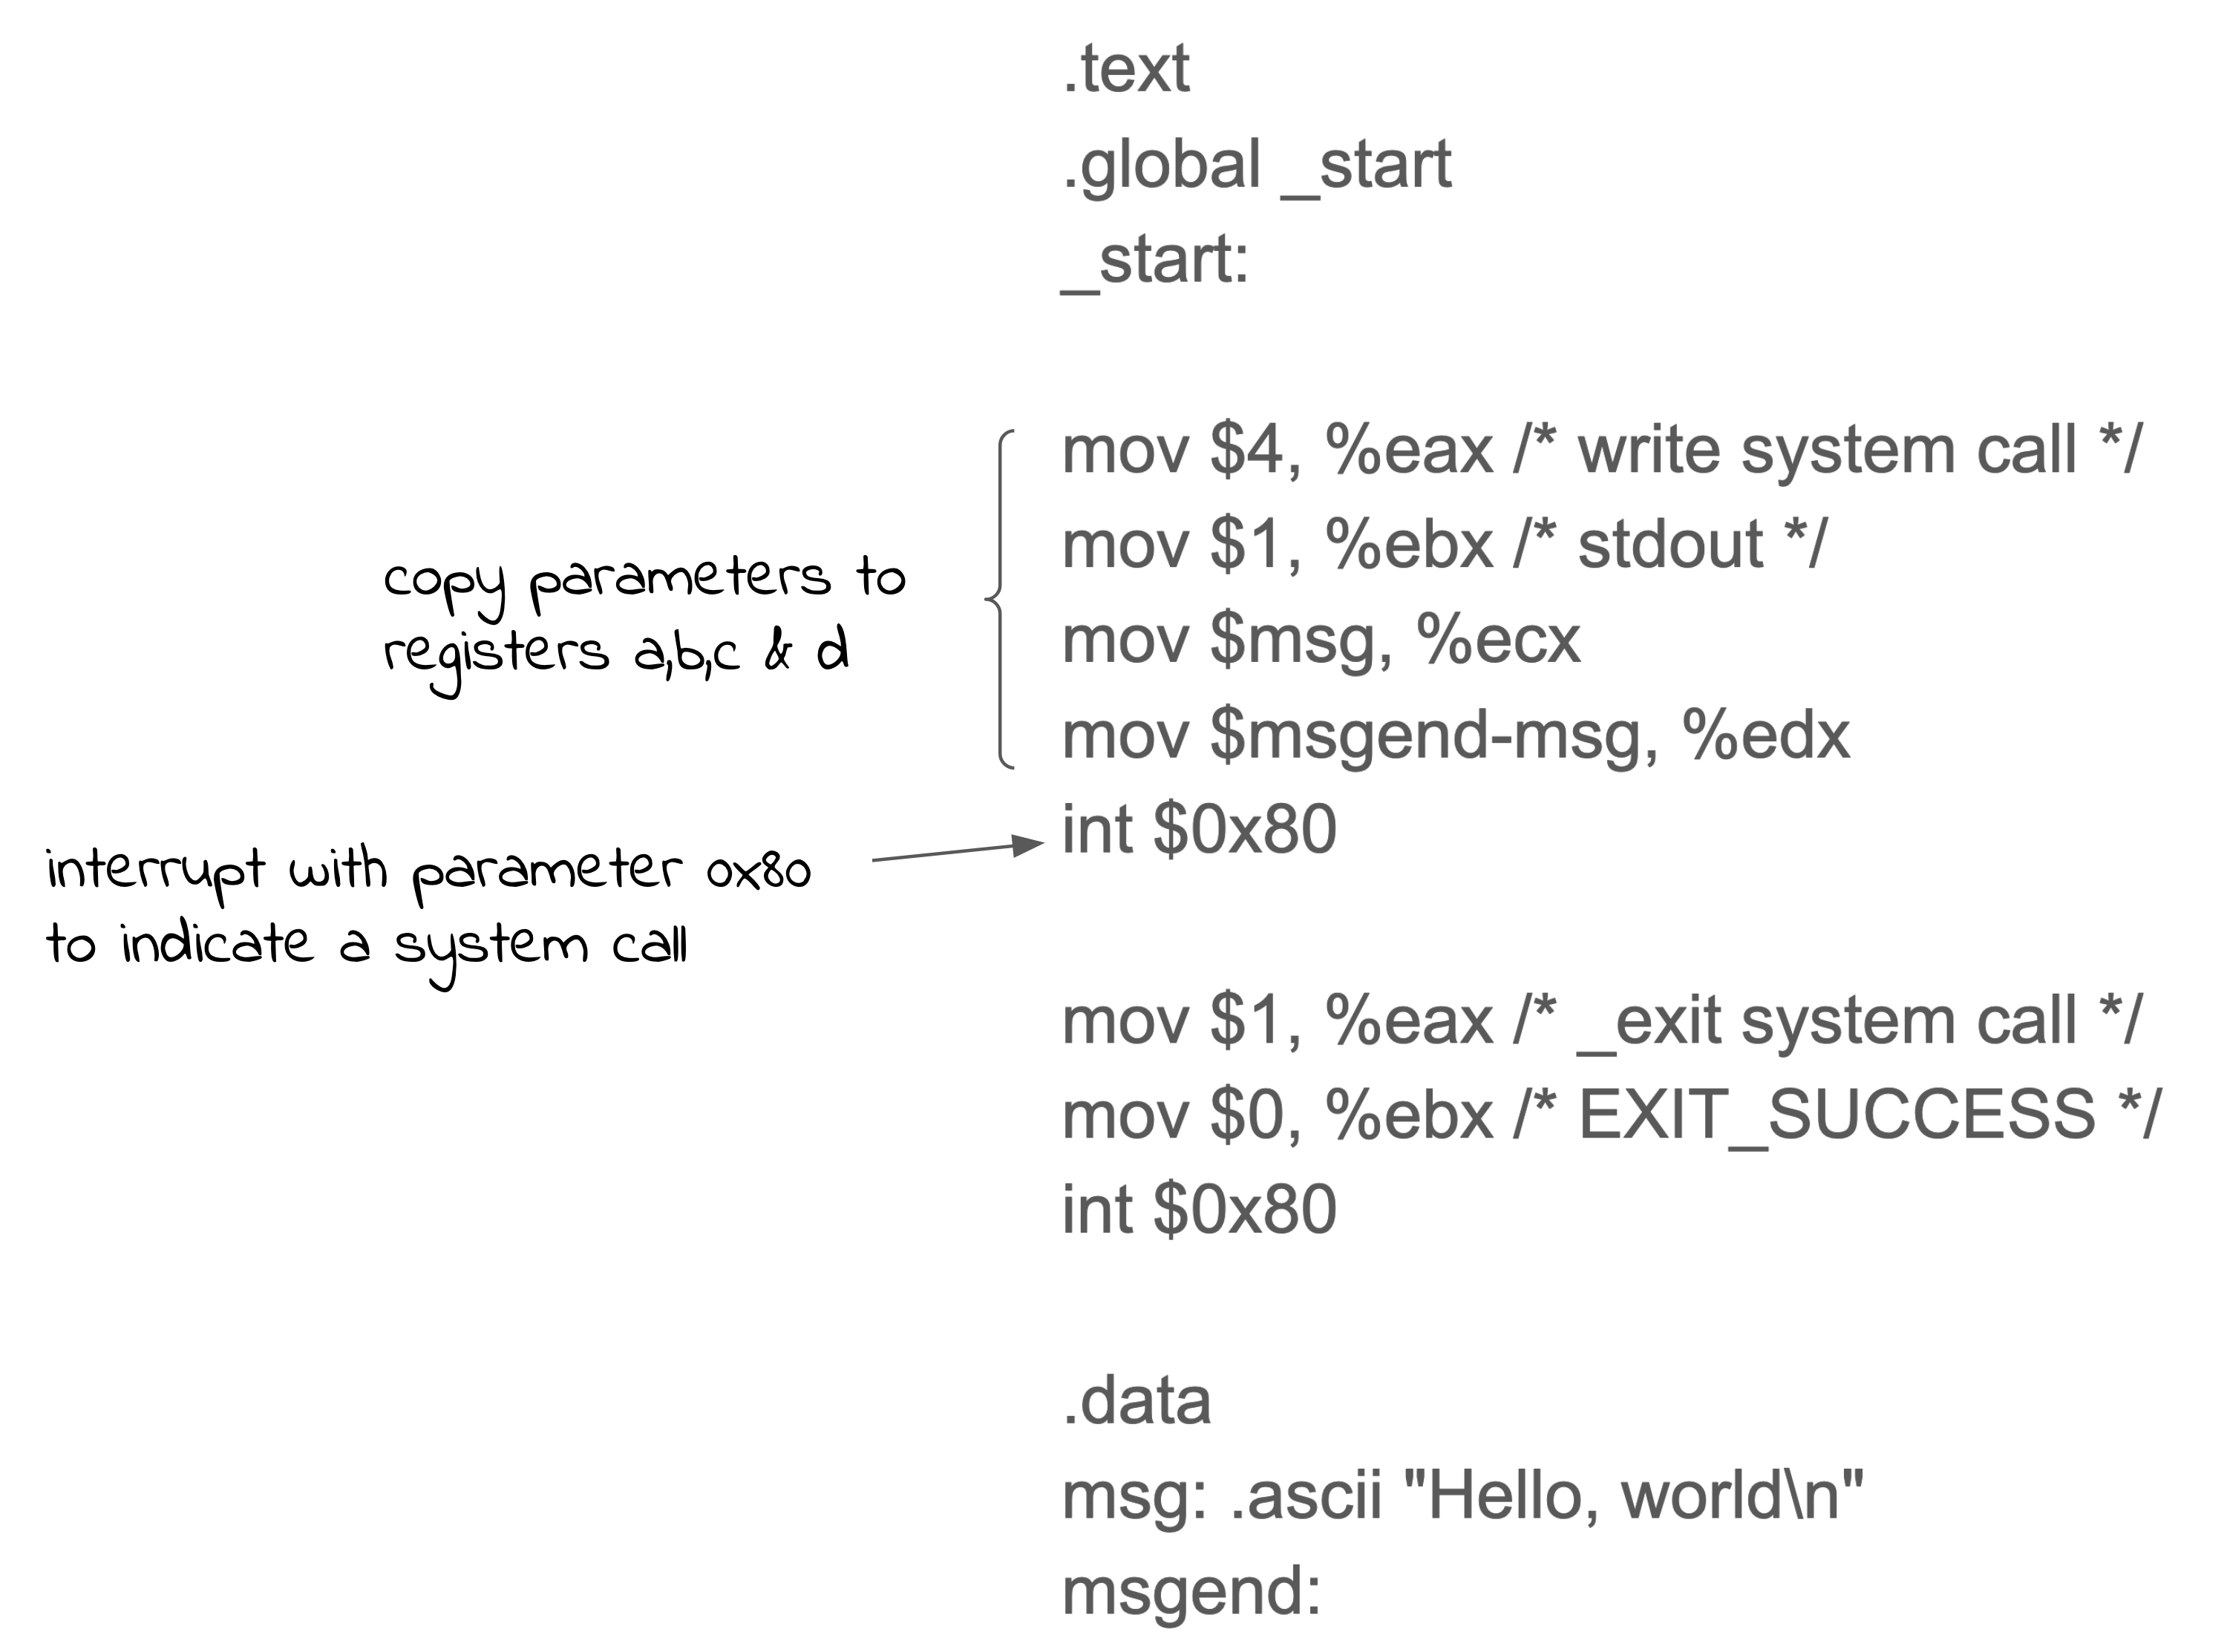 .text
.global _start
_start:
mov $4, %eax /* write system call */
mov $1, %ebx /* stdout */
copy parameters to
registers a,b,c & d
mov $msg, %ecx
mov $msgend-msg, %edx
int $0x80
interrupt with parameter 0x80
to indiate a system call
mov $1, %eax /* _exit system call */
mov $0, %ebx /* EXIT_SUCCESS */
int $0x80
.data
msg: .ascii "Hello, world\n"
msgend: